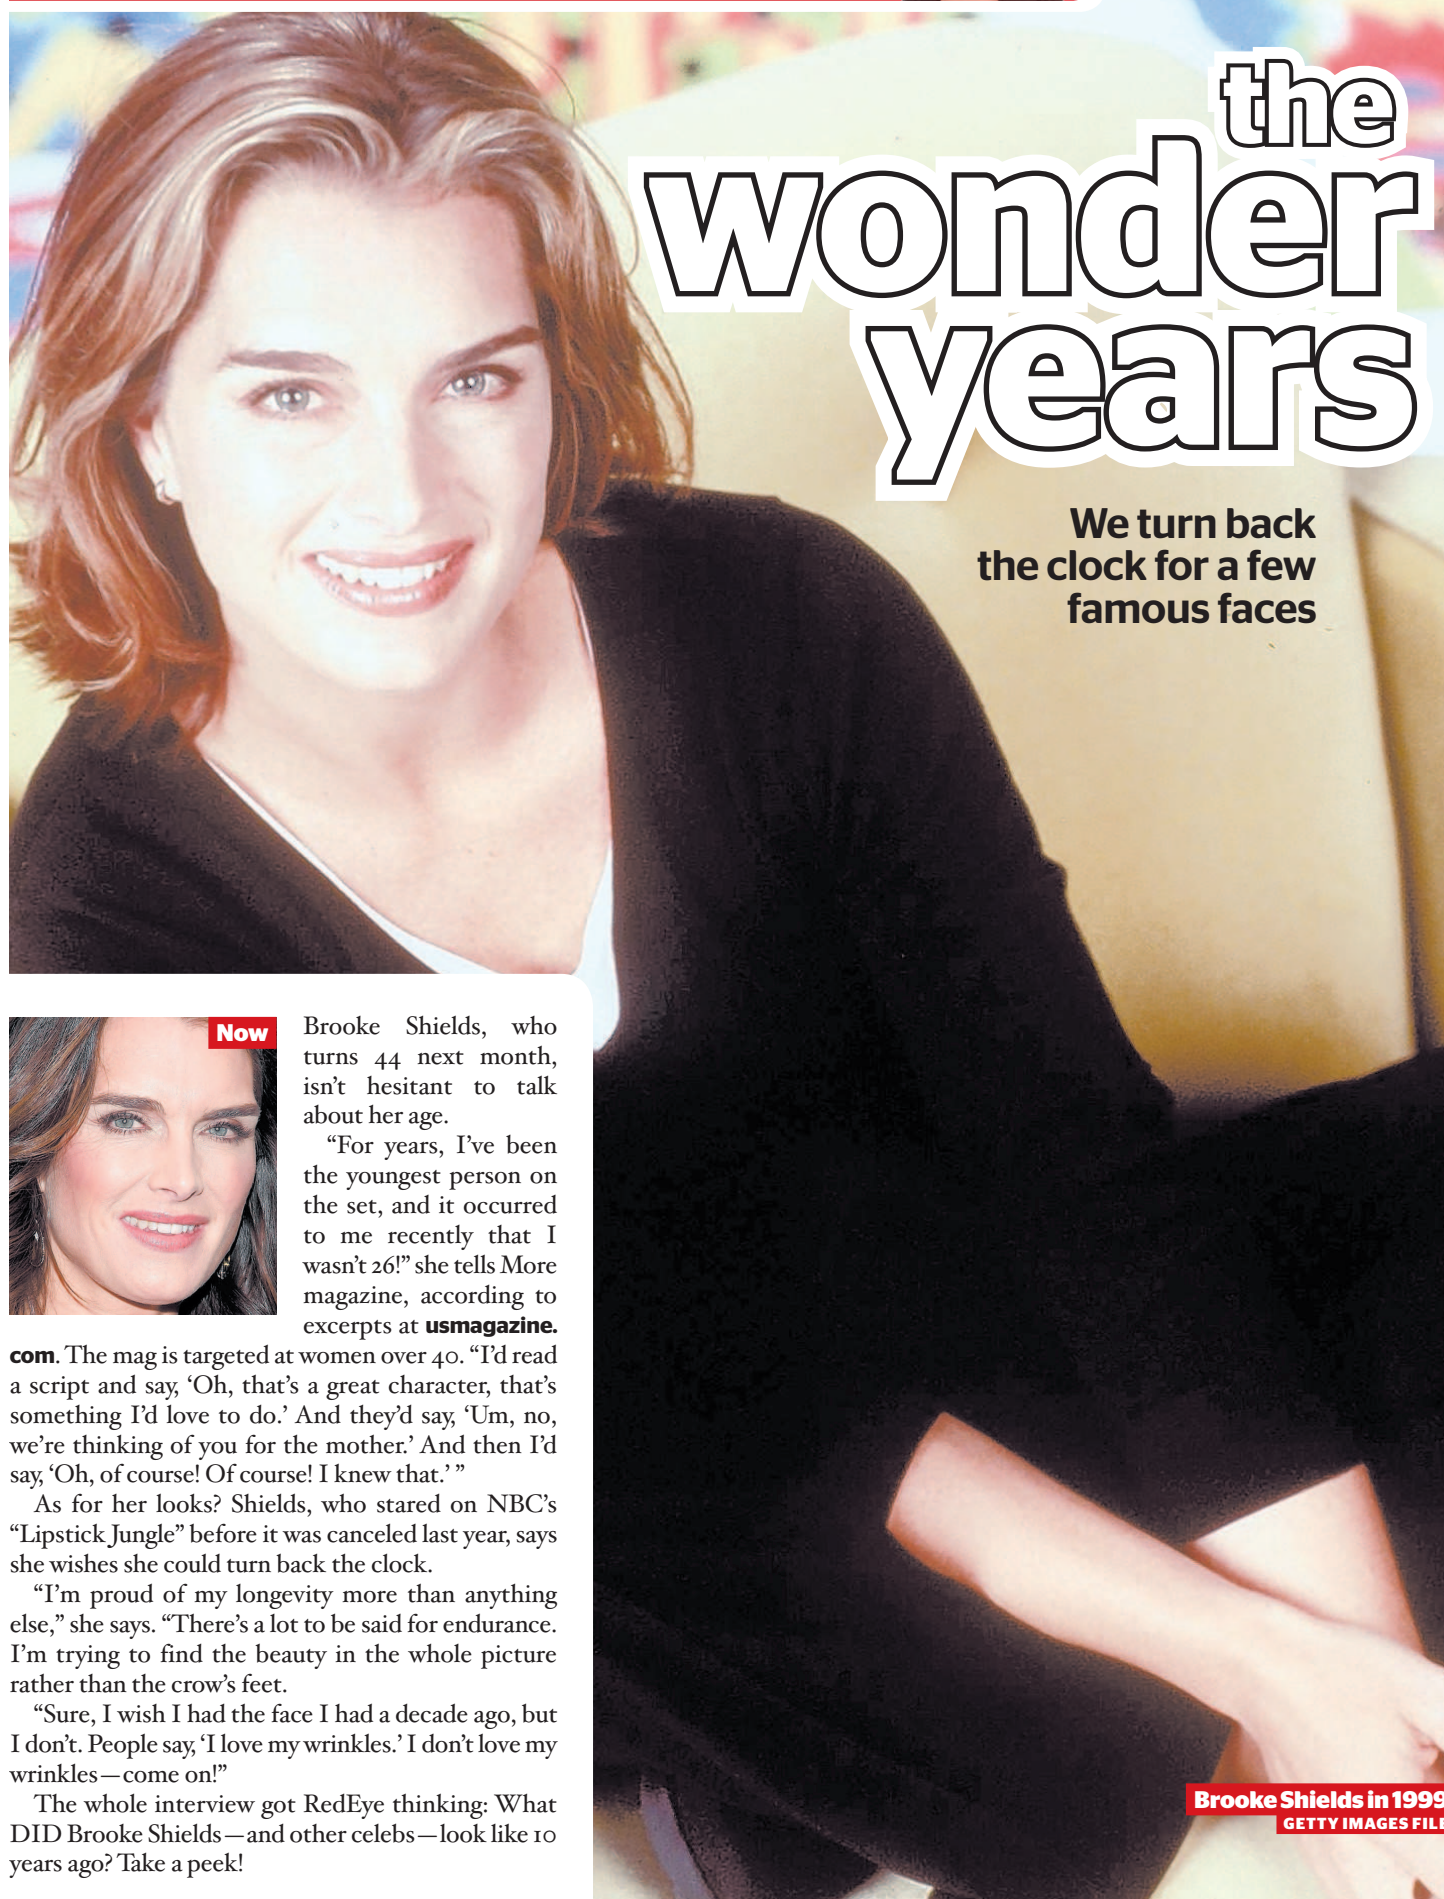 the
wonder
years
We turn back
the clock for a few
famous faces
Now
Brooke Shields, who
turns 44 next month,
isn't hesitant to talk
about her age.
“For years, I've been
the youngest person on
the set, and it occurred
to me recently that I
wasn't 26!” she tells More
magazine, according to
excerpts at usmagazine.
com. The mag is targeted at women over 40. “I'd read
a script and say, ‘Oh, that's a great character, that's
something I'd love to do.’ And they'd say, ‘Um, no,
we're thinking of you for the mother.’ And then I'd
say, ‘Oh, of course! Of course! I knew that.’ ”
As for her looks? Shields, who stared on NBC's
“Lipstick Jungle” before it was canceled last year, says
she wishes she could turn back the clock.
“I'm proud of my longevity more than anything
else,” she says. “There's a lot to be said for endurance.
I'm trying to find the beauty in the whole picture
rather than the crow's feet.
“Sure, I wish I had the face I had a decade ago, but
I don't. People say, ‘I love my wrinkles.’ I don't love my
wrinkles—come on!”
The whole interview got RedEye thinking: What
DID Brooke Shields—and other celebs—look like 10
years ago? Take a peek!
Brooke Shields in 1999
GETTY IMAGES FILE